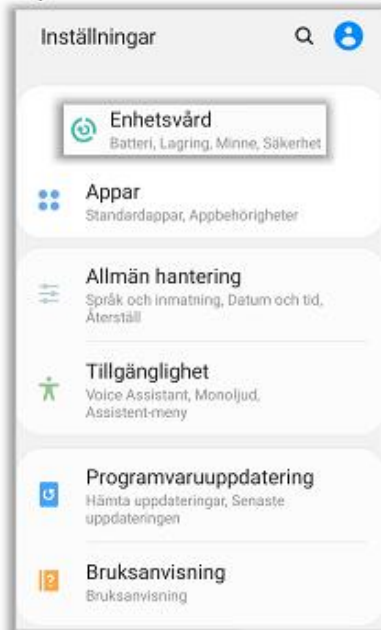 Inställningar
Enhetsvård
Batteri, Lagring, Minne, Säkerhet
Appar
Standardappar, Appbehörigheter
Allmän hantering
Språk och inmatning, Datum och tid,
Återställ
Tillgänglighet
Voice Assistant, Monoljud,
Assistent-meny
Programvaruuppdatering
Hämta uppdateringar, Senaste
uppdateringen
Bruksanvisning
Bruksanvisning